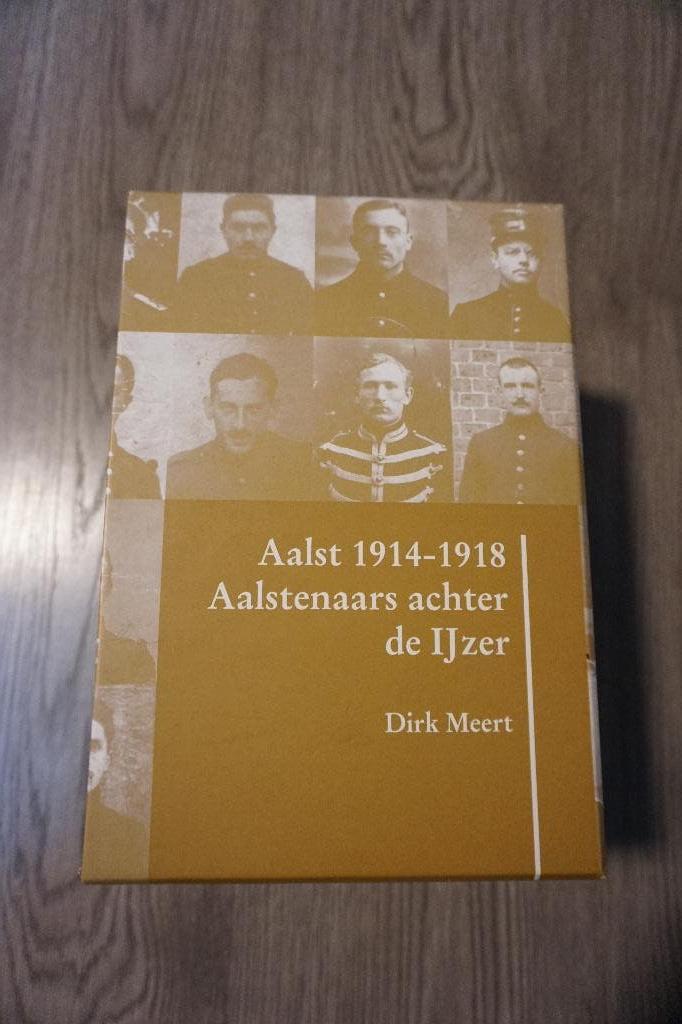 Aalst 1914-1918
Aalstenaars achter
de IJzer
Dirk Meert